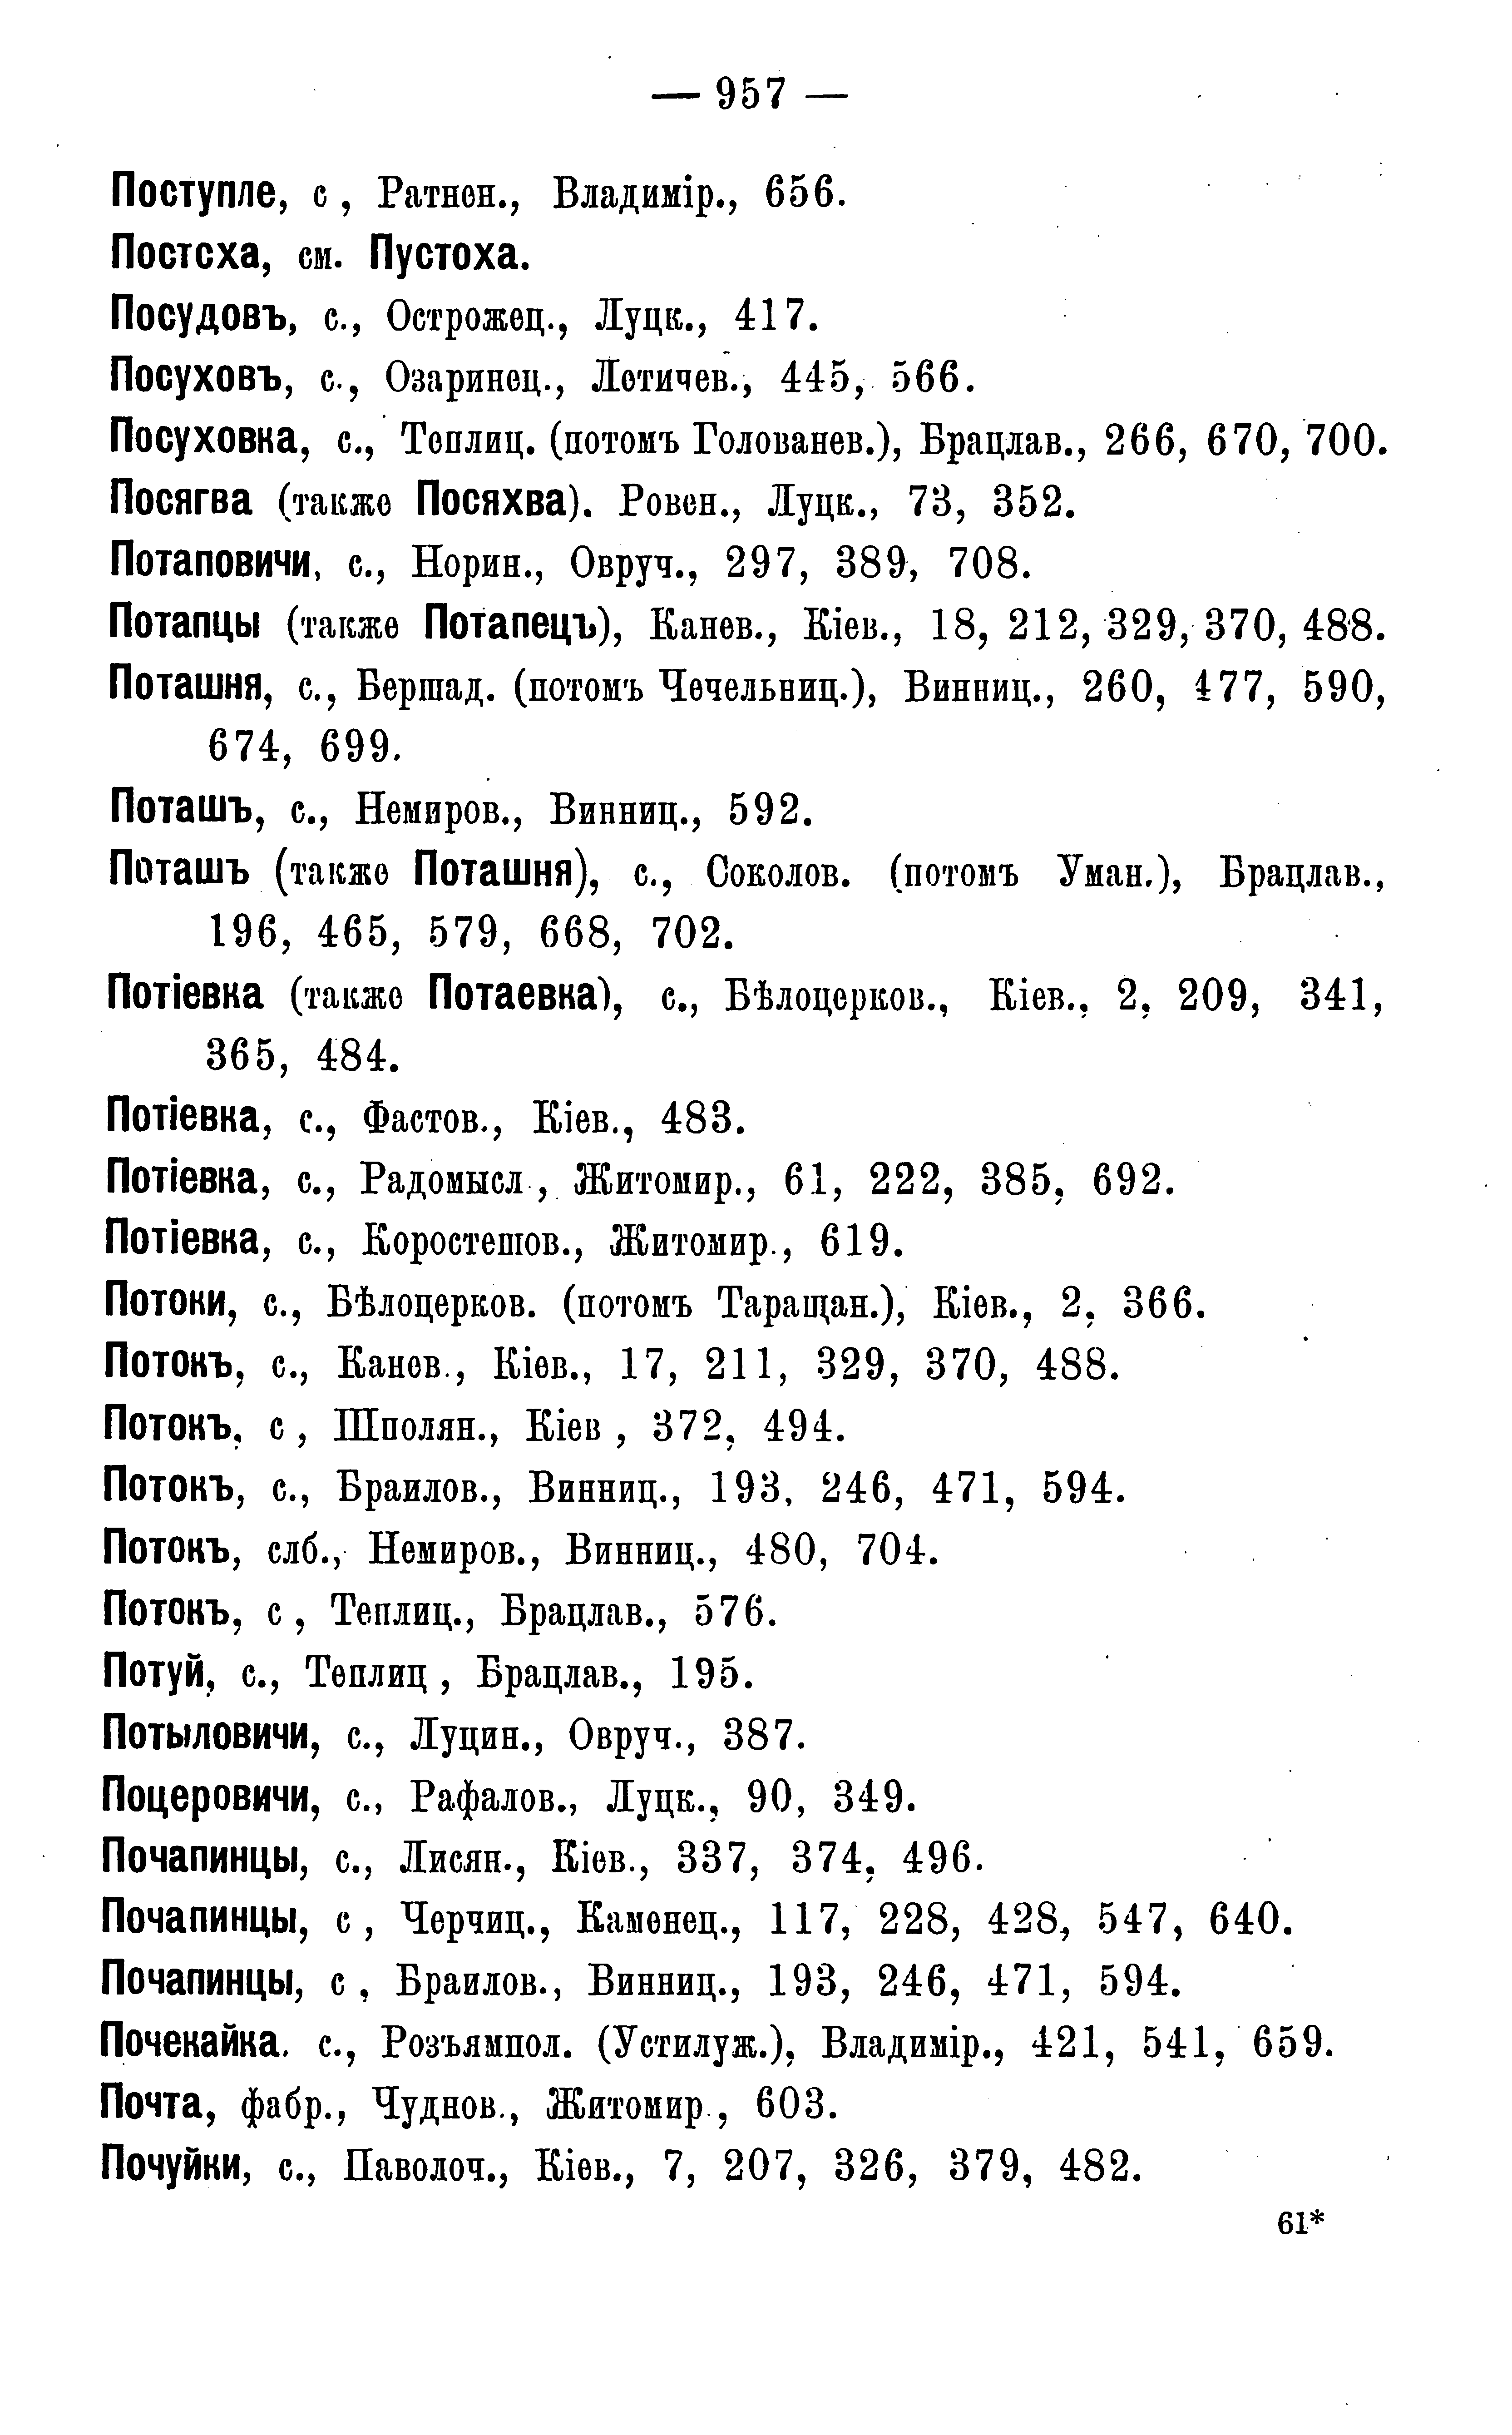 — 957 —
Поступле, с , Ратнен., Владимір., 656.
Постсха, см. Пустоха.
Посудовъ, с., Острожец., Луцк., 417.
Посуховъ, с., Озаринец., Летичев., 445, 566.
Посуховка, с., Теплиц. (потомъ Голованев.), Брацлав., 266, 670, 700.
Посягва (также Посяхва). Ровен., Луцк., 73, 352.
Потаповичи, с., Норин., Овруч., 297, 389, 708.
Потапцы (также Потапецъ), Канев., Кіев., 18, 212, 329, 370, 488.
Поташня, с., Бершад. (потомъ Чечельниц.), Винниц., 260, 477, 590,
674, 699.
Поташъ, с., Немиров., Винниц., 592.
Поташъ (также Поташня), с., Соколов. (потомъ Уман.), Брацлав.,
196, 465, 579, 668, 702.
Потіевка (также Потаевка), с., Бѣлоцерков., Кіев., 2, 209, 341,
365, 484.
Потіевка, с., Фастов., Кіев., 483.
Потіевка, с., Радомысл , Житомир., 61, 222, 385, 692.
Потіевка, с., Коростешов., Житомир., 619.
Потоки, с., Бѣлоцерков. (потомъ Таращан.), Кіев., 2, 366.
Потокъ, с., Канев., Кіев., 17, 211, 329, 370, 488.
Потокъ, с , Шполян., Кіев , 372, 494.
Потокъ, с., Браилов., Винниц., 193, 246, 471, 594.
Потокъ, слб., Немиров., Винниц., 480, 704.
Потокъ, с , Теплиц., Брацлав., 576.
Потуй, с., Теплиц , Брацлав., 195.
Потыловичи, с., Луцин., Овруч., 387.
Поцеровичи, с., Рафалов., Луцк., 90, 349.
Почапинцы, с., Лисян., Кіев., 337, 374, 496.
Почапинцы, с , Черчиц., Каменец., 117, 228, 428, 547, 640.
Почапинцы, с , Браилов., Винниц., 193, 246, 471, 594.
Почекайка. с., Розъямпол. (Устилуж.), Владимір., 421, 541, 659.
Почта, фабр., Чуднов., Житомир., 603.
Почуйки, с., Паволоч., Кіев., 7, 207, 326, 379, 482.
61*